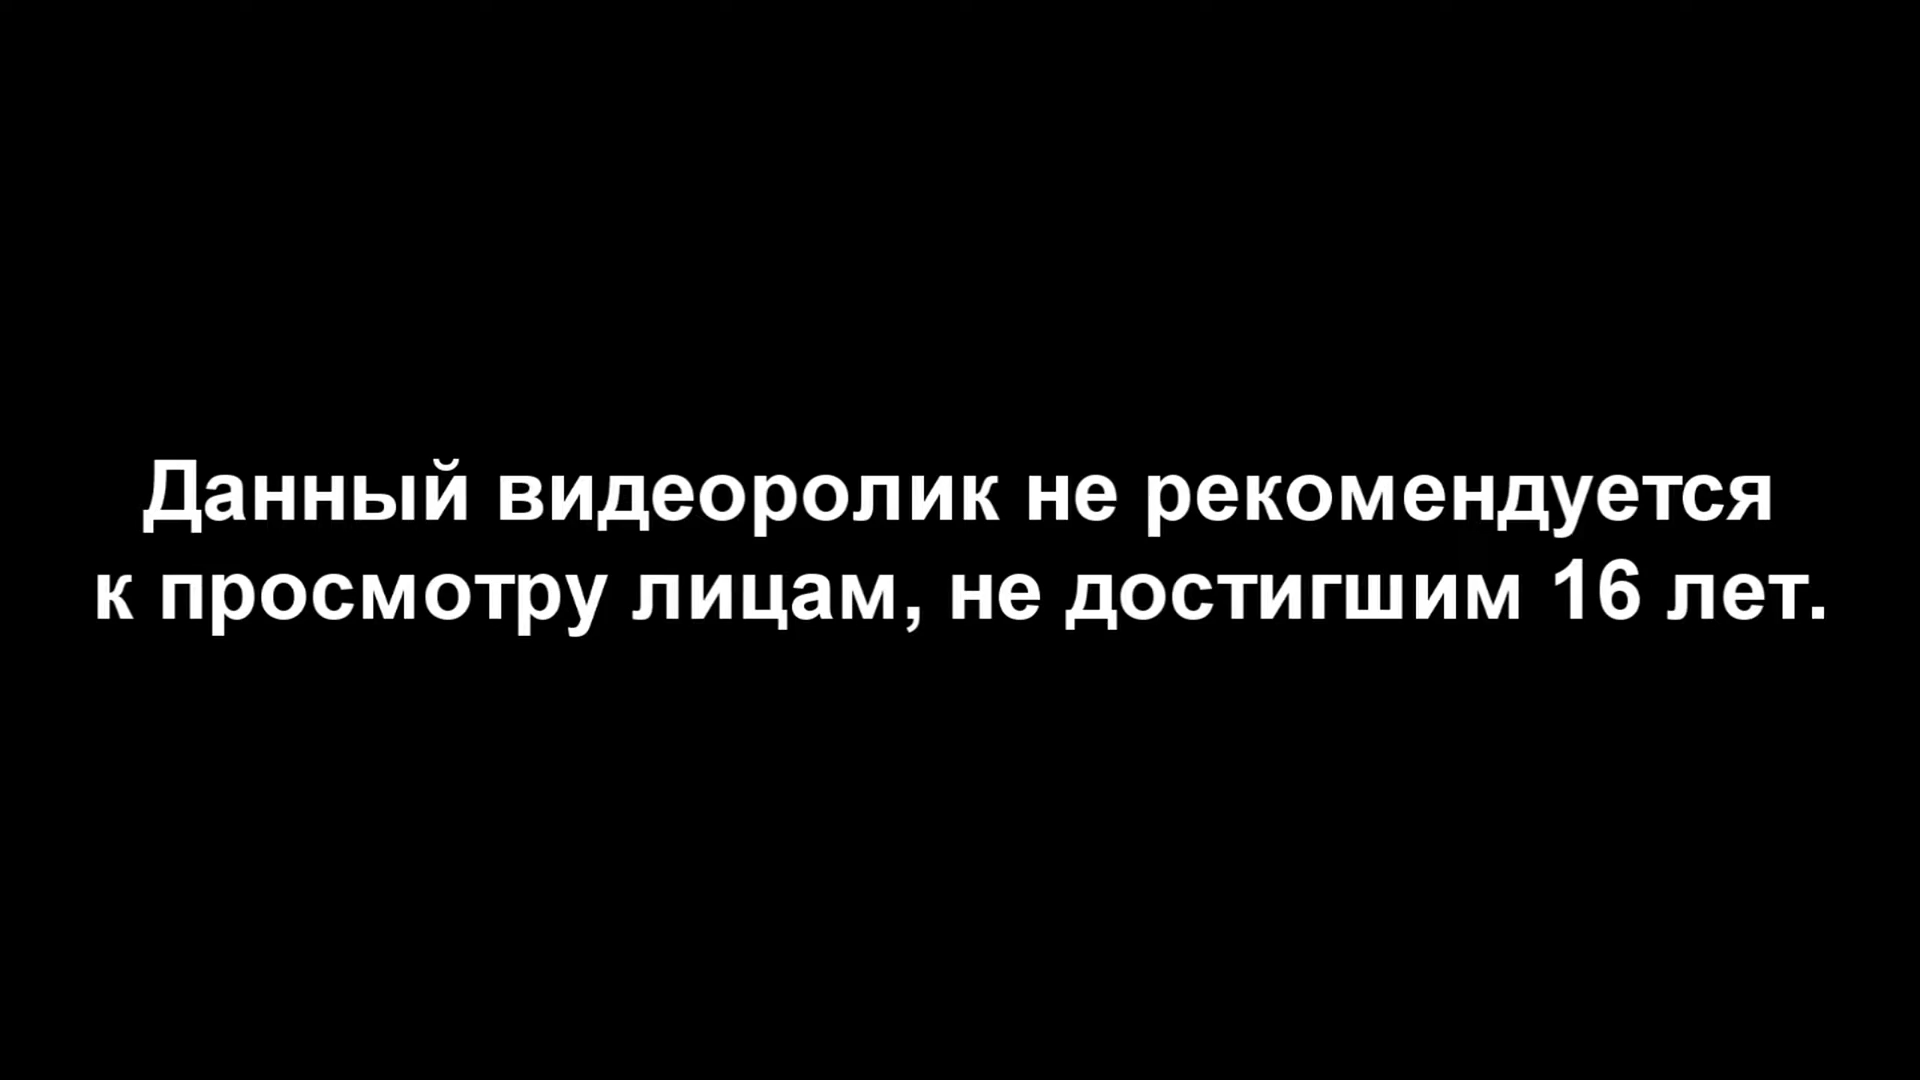 Данный видеоролик не рекомендуется
к просмотру лицам, не достигшим 16 лет.